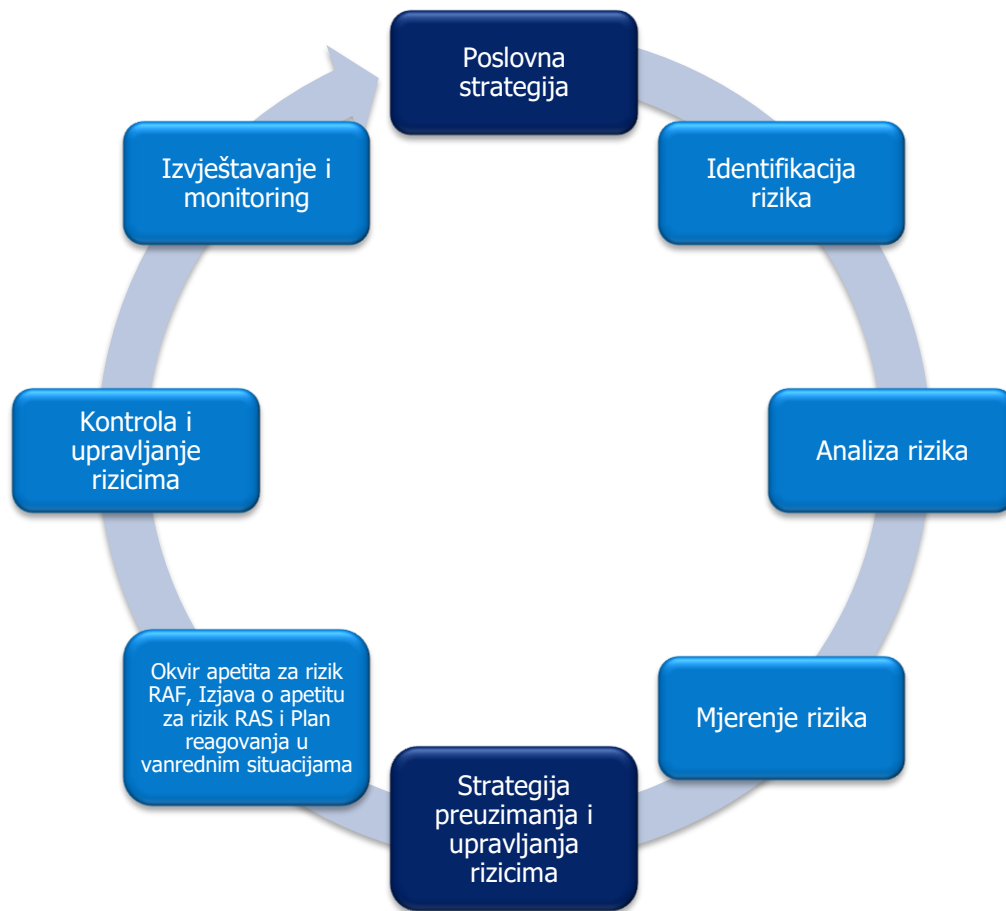 Poslovna
strategija
Identifikacija
rizika
Analiza rizika
Mjerenje rizika
Strategija
preuzimanja i
upravljanja
rizicima
Okvir apetita za rizik
RAF, Izjava o apetitu
za rizik RAS i Plan
reagovanja u
vanrednim situacijama
Kontrola i
upravljanje
rizicima
Izvještavanje i
monitoring